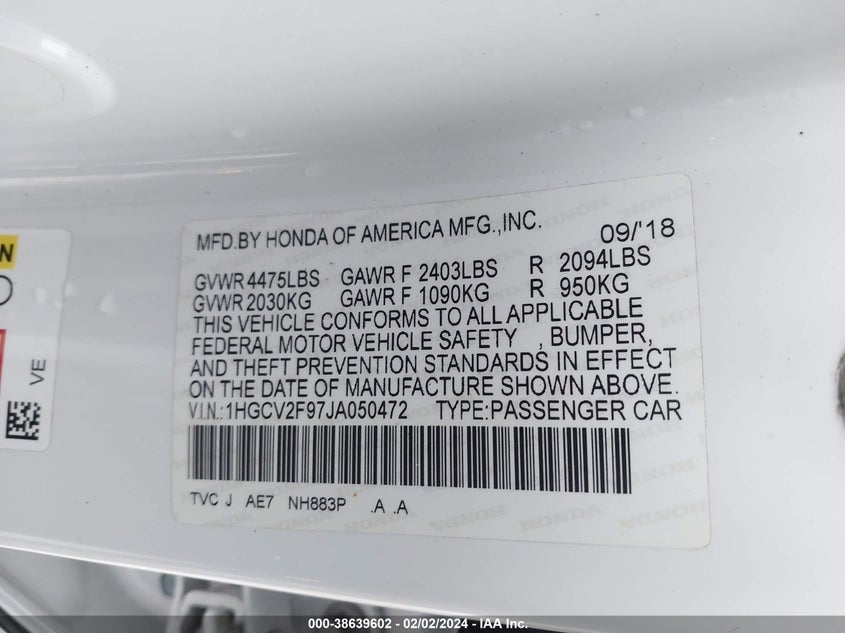 MFD.BY HONDA OF AMERICA MFG.,INC. 09/'18
GVWR 4475LBS GAWR F 2403LBS R 2094LBS
GVWR 2030KG GAWR F 1090KG R 950KG
THIS VEHICLE CONFORMS TO ALL APPLICABLE
FEDERAL MOTOR VEHICLE SAFETY , BUMPER,
AND THEFT PREVENTION STANDARDS IN EFFECT
ON THE DATE OF MANUFACTURE SHOWN ABOVE.
V.I.N.:1HGCV2F97JA050472 TYPE:PASSENGER CAR
TVC J AE7 NH883P .A .A
VE
000-38639602 - 02/02/2024 - IAA Inc.